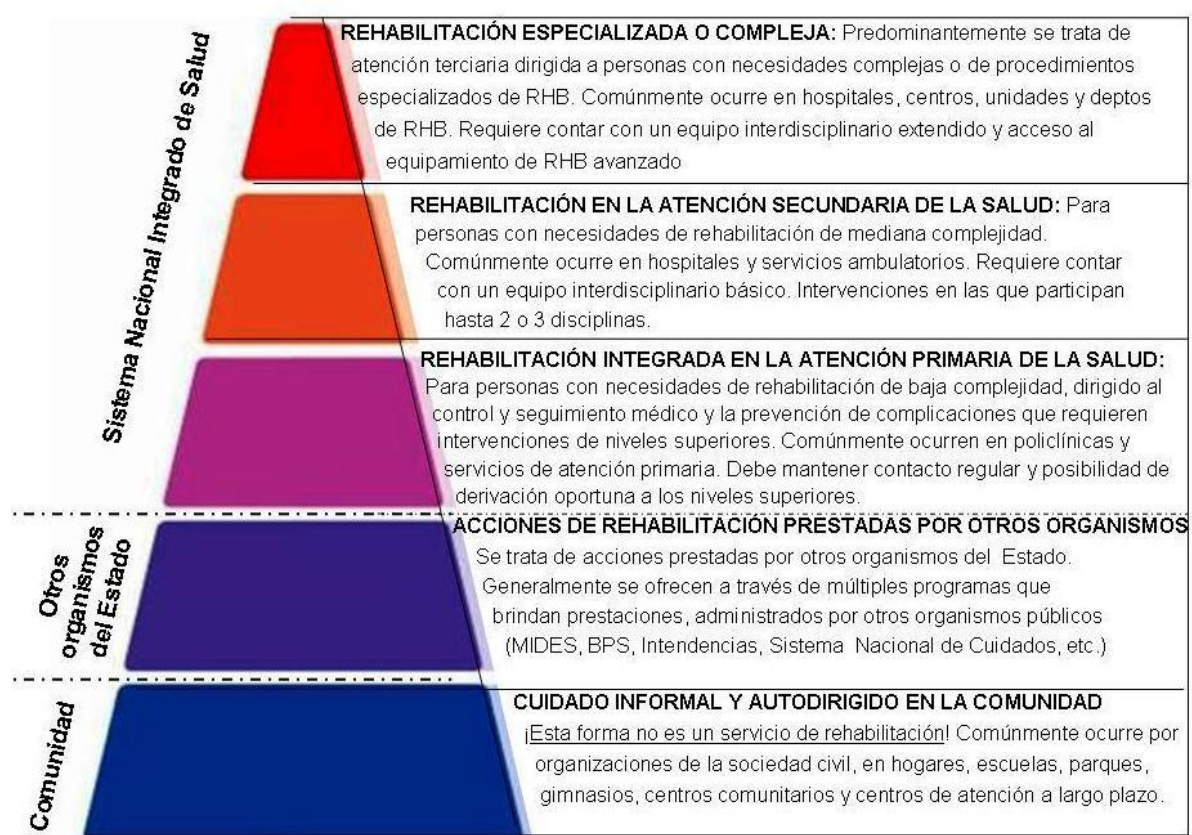 Sistema Nacional Integrado de Salud
REHABILITACIÓN ESPECIALIZADA O COMPLEJA: Predominantemente se trata de
atención terciaria dirigida a personas con necesidades complejas o de procedimientos
especializados de RHB. Comúnmente ocurre en hospitales, centros, unidades y deptos
de RHB. Requiere contar con un equipo interdisciplinario extendido y acceso al
equipamiento de RHB avanzado
REHABILITACIÓN EN LA ATENCIÓN SECUNDARIA DE LA SALUD: Para
personas con necesidades de rehabilitación de mediana complejidad.
Comúnmente ocurre en hospitales y servicios ambulatorios. Requiere contar
con un equipo interdisciplinario básico. Intervenciones en las que participan
hasta 2 o 3 disciplinas.
REHABILITACIÓN INTEGRADA EN LA ATENCIÓN PRIMARIA DE LA SALUD:
Para personas con necesidades de rehabilitación de baja complejidad, dirigido al
control y seguimiento médico y la prevención de complicaciones que requieren
intervenciones de niveles superiores. Comúnmente ocurren en policlínicas y
servicios de atención primaria. Debe mantener contacto regular y posibilidad de
derivación oportuna a los niveles superiores.
Otros
organismos
del Estado
ACCIONES DE REHABILITACIÓN PRESTADAS POR OTROS ORGANISMOS
Se trata de acciones prestadas por otros organismos del Estado.
Generalmente se ofrecen a través de múltiples programas que
brindan prestaciones, administrados por otros organismos públicos
(MIDES, BPS, Intendencias, Sistema Nacional de Cuidados, etc.)
Comunidad
CUIDADO INFORMAL Y AUTODIRIGIDO EN LA COMUNIDAD
¡Esta forma no es un servicio de rehabilitación! Comúnmente ocurre por
organizaciones de la sociedad civil, en hogares, escuelas, parques,
gimnasios, centros comunitarios y centros de atención a largo plazo.